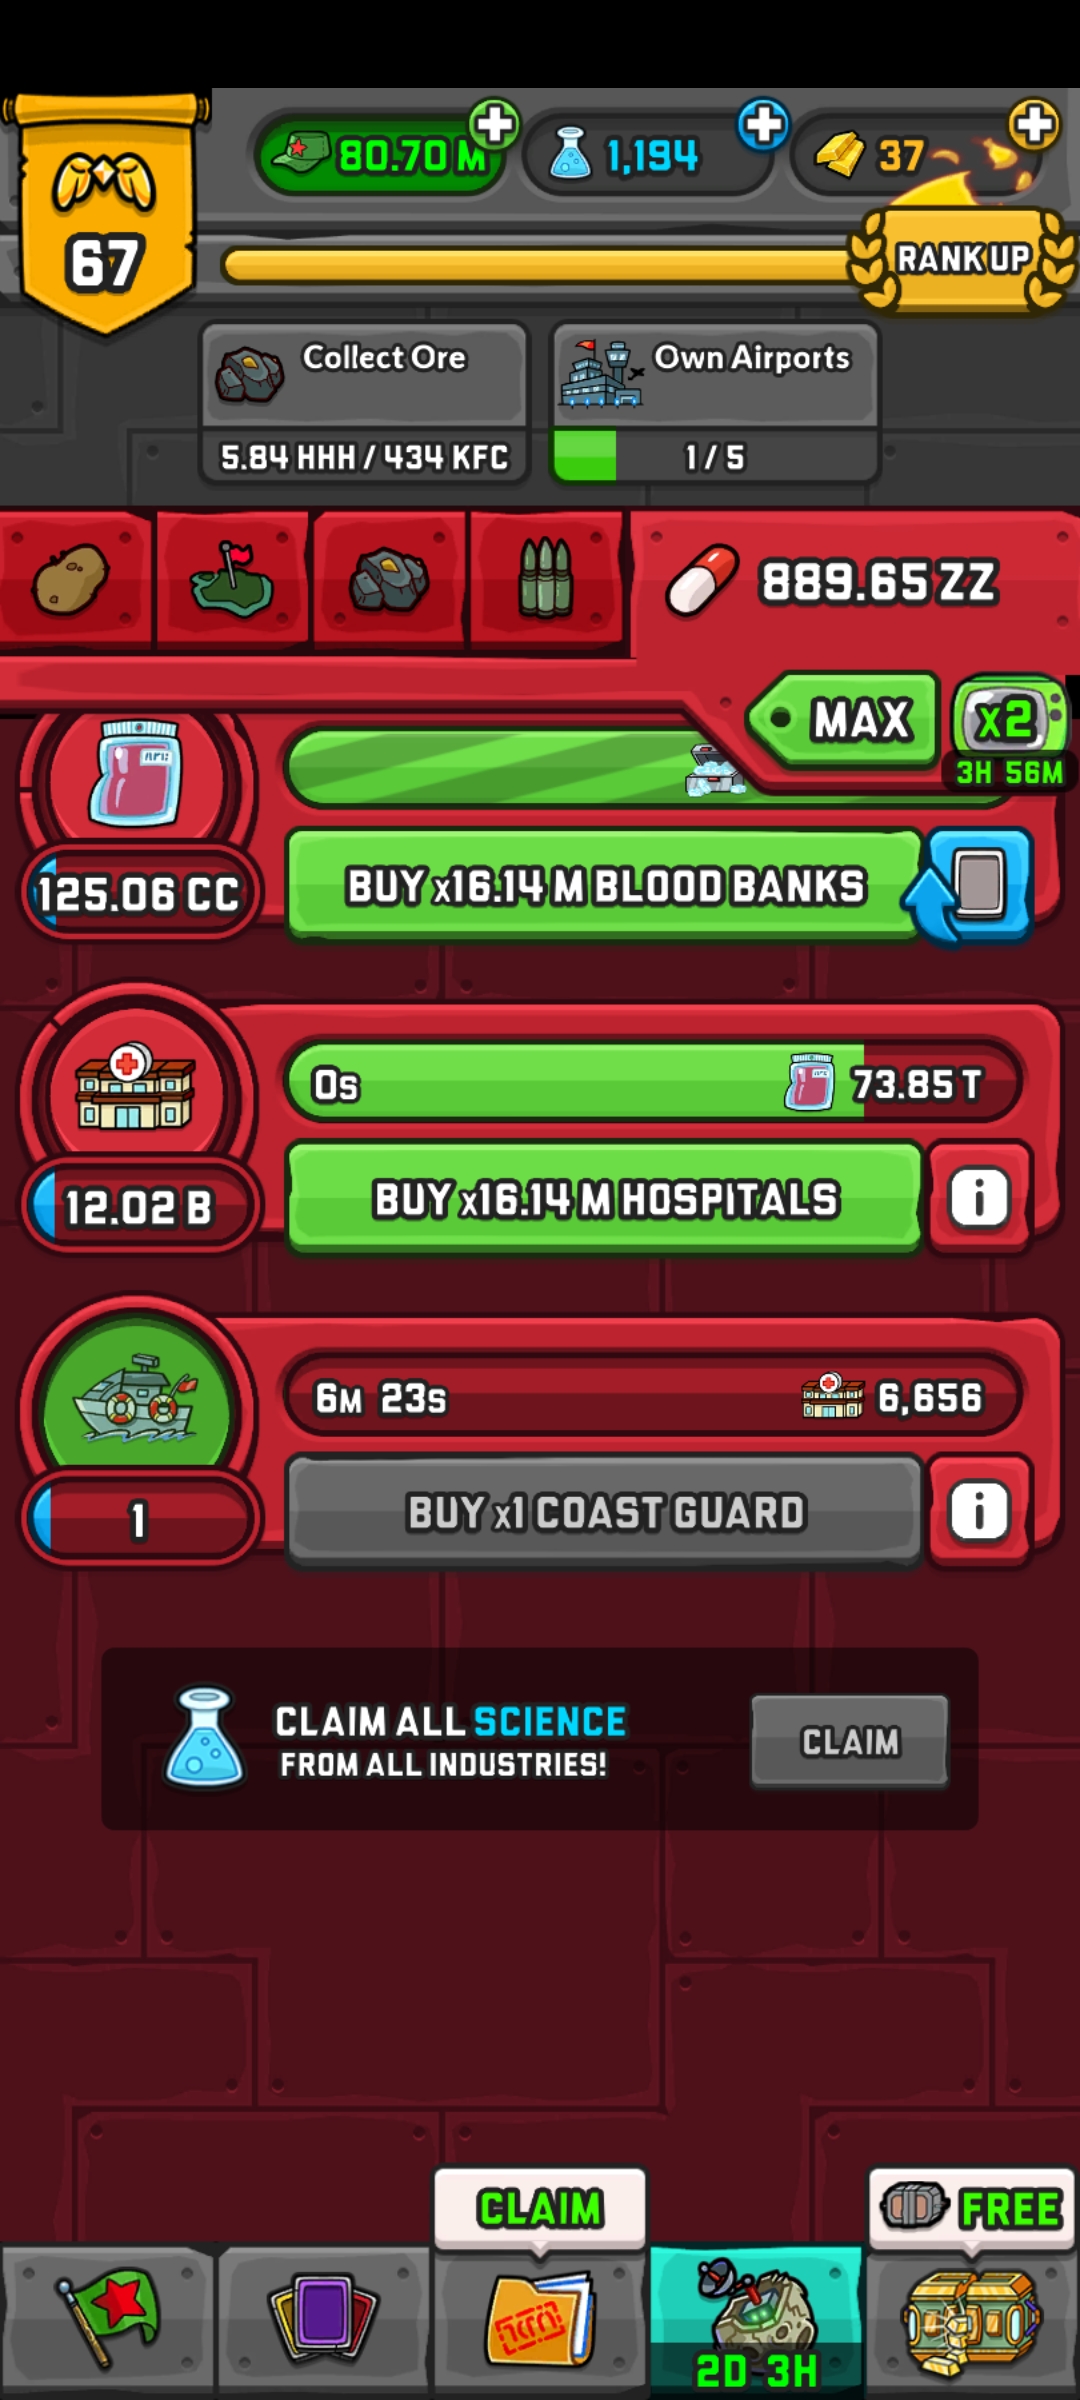 80.70 M
1,194
37
67
RANK UP
Collect Ore
5.84 HHH / 434 KFC
Own Airports
1 / 5
889.65 ZZ
MAX
x2
3H 56M
125.06 CC
BUY x16.14 M BLOOD BANKS
0s
73.85 T
12.02 B
BUY x16.14 M HOSPITALS
i
6M 23s
6,656
1
BUY x1 COAST GUARD
i
CLAIM ALL SCIENCE
FROM ALL INDUSTRIES!
CLAIM
CLAIM
FREE
2D 3H